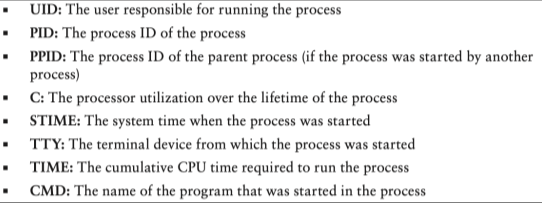 ▪ UID: The user responsible for running the process
▪ PID: The process ID of the process
▪ PPID: The process ID of the parent process (if the process was started by another
process)
▪ C: The processor utilization over the lifetime of the process
▪ STIME: The system time when the process was started
▪ TTY: The terminal device from which the process was started
▪ TIME: The cumulative CPU time required to run the process
▪ CMD: The name of the program that was started in the process